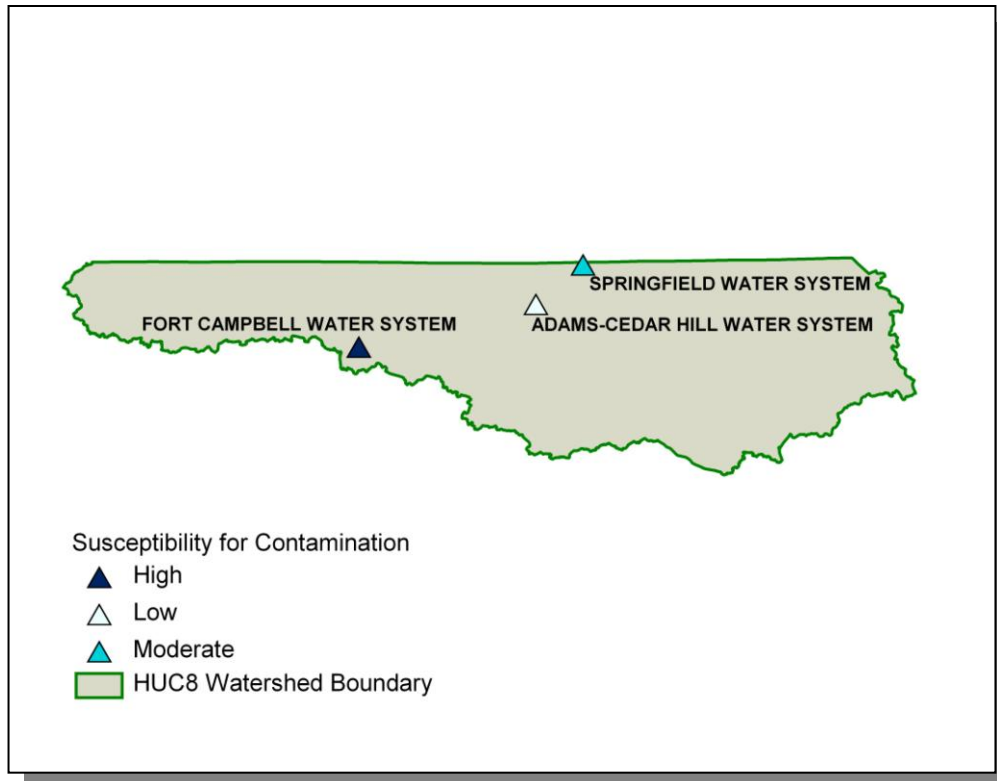 SPRINGFIELD WATER SYSTEM
FORT CAMPBELL WATER SYSTEM
ADAMS-CEDAR HILL WATER SYSTEM
Susceptibility for Contamination
High
Low
Moderate
HUC8 Watershed Boundary